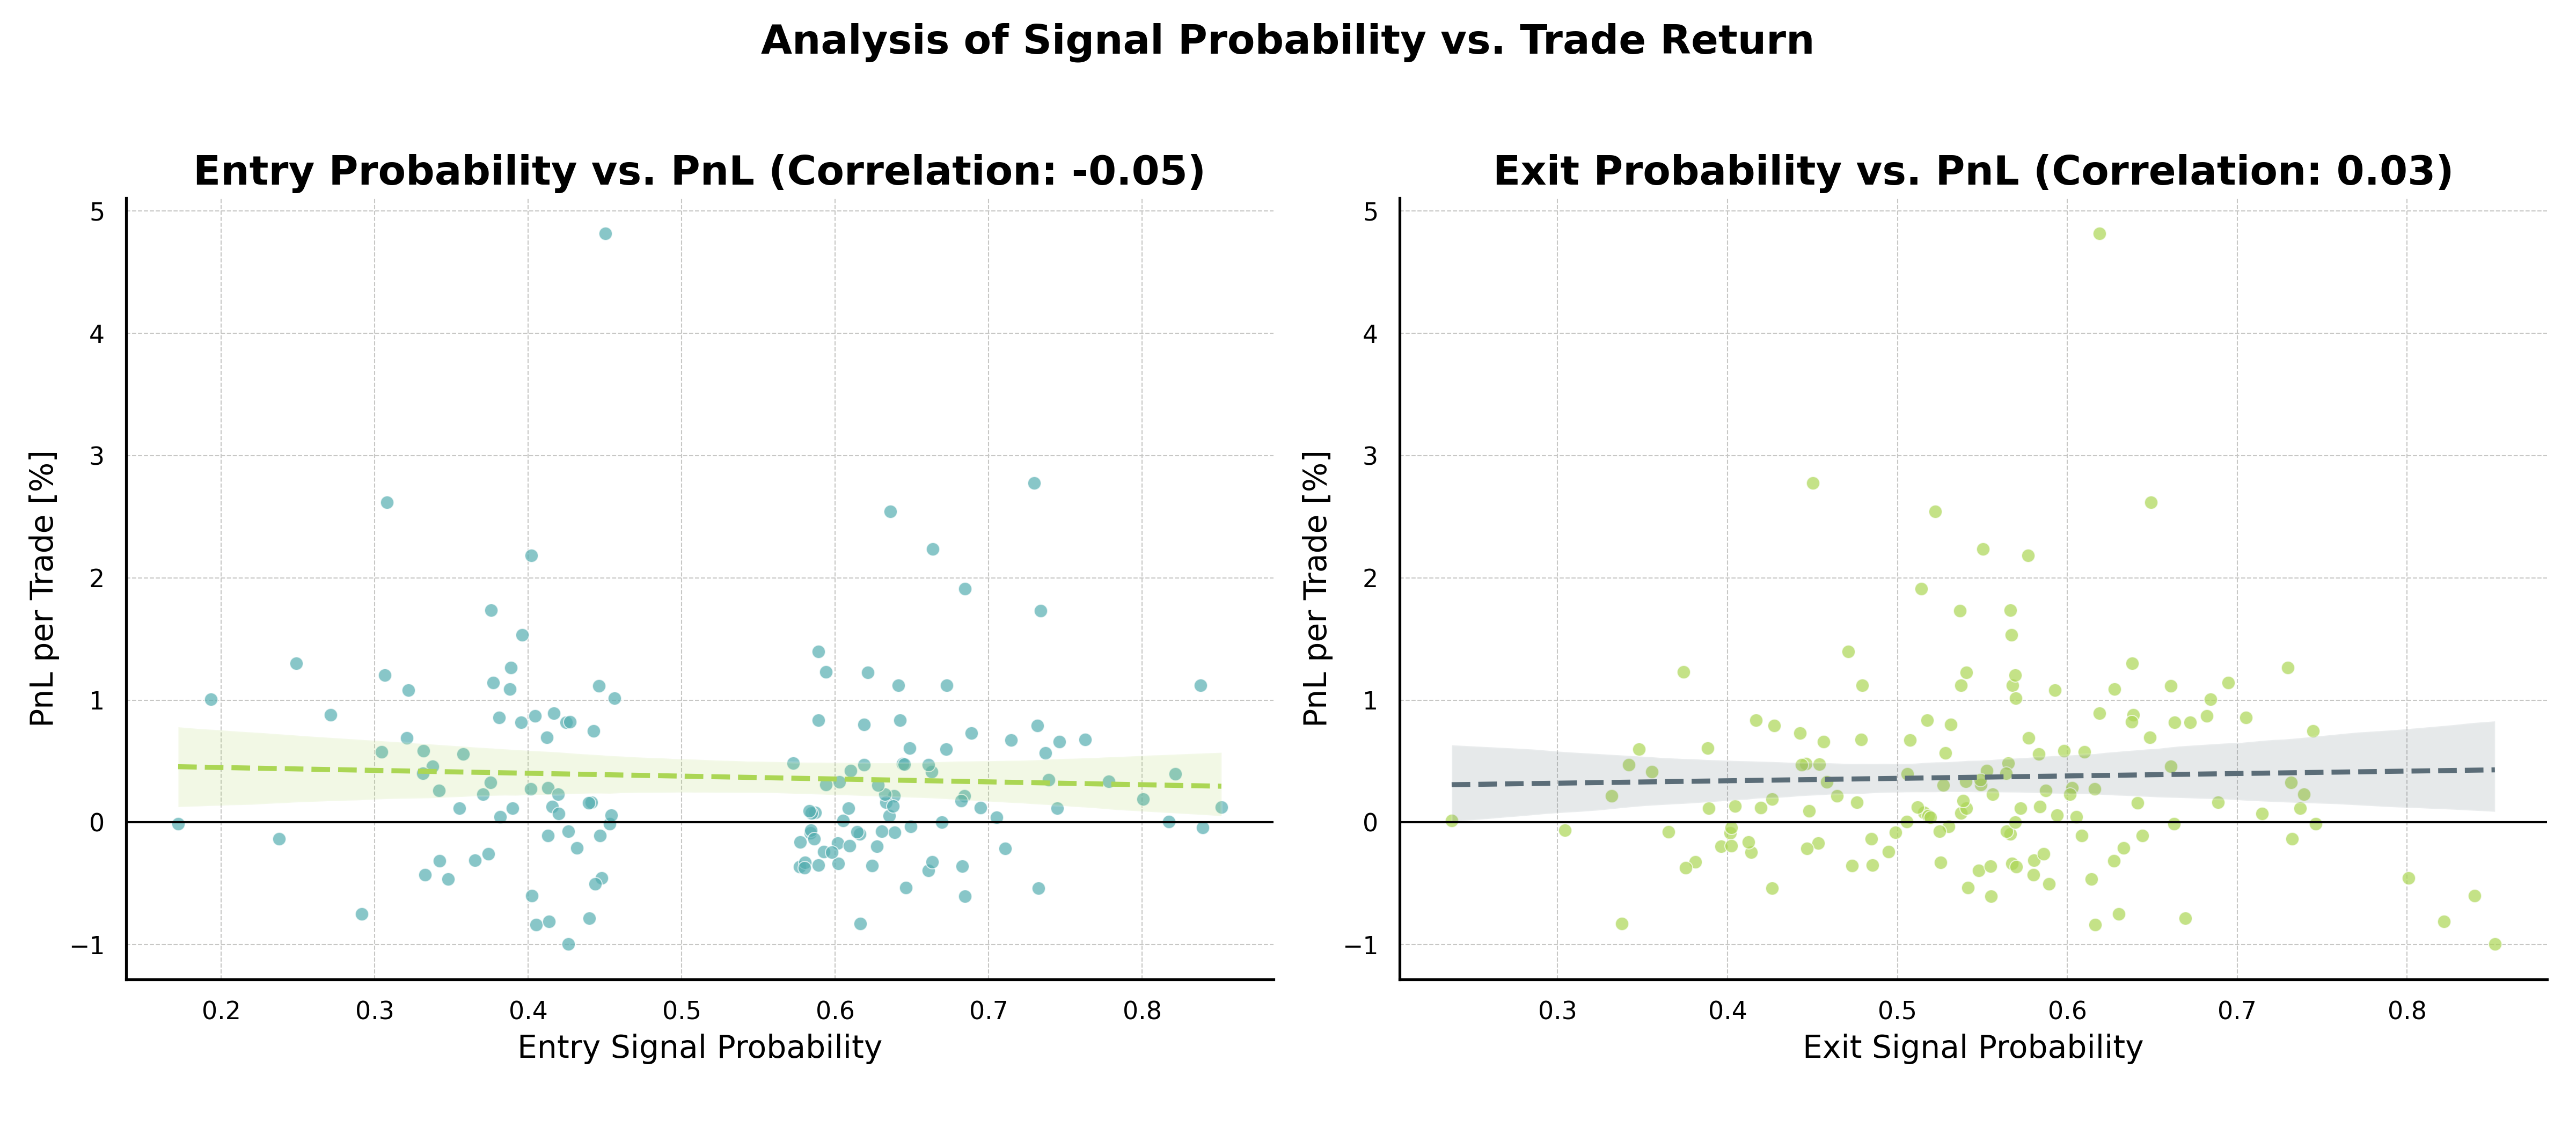 Analysis of Signal Probability vs. Trade Return
Entry Probability vs. PnL (Correlation: -0.05)
5
4
3
2
1
0
−1
PnL per Trade [%]
0.2 0.3 0.4 0.5 0.6 0.7 0.8
Entry Signal Probability
Exit Probability vs. PnL (Correlation: 0.03)
5
4
3
2
1
0
−1
PnL per Trade [%]
0.3 0.4 0.5 0.6 0.7 0.8
Exit Signal Probability